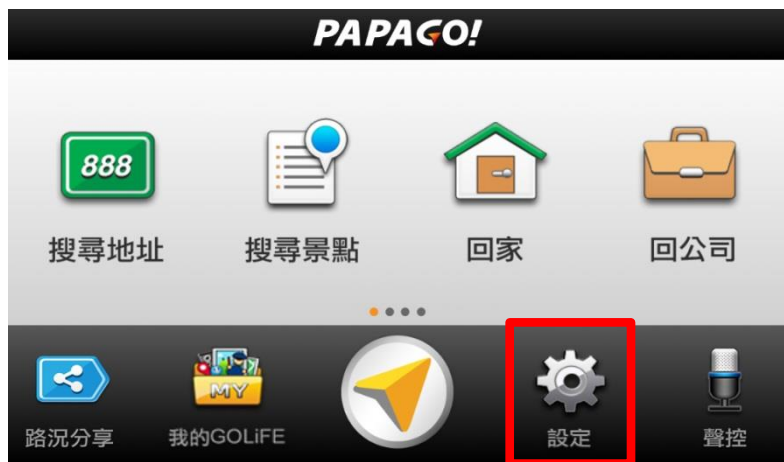 PAPAGO!
888
搜尋地址
搜尋景點
回家
回公司
MY
路況分享
我的GOLiFE
設定
聲控